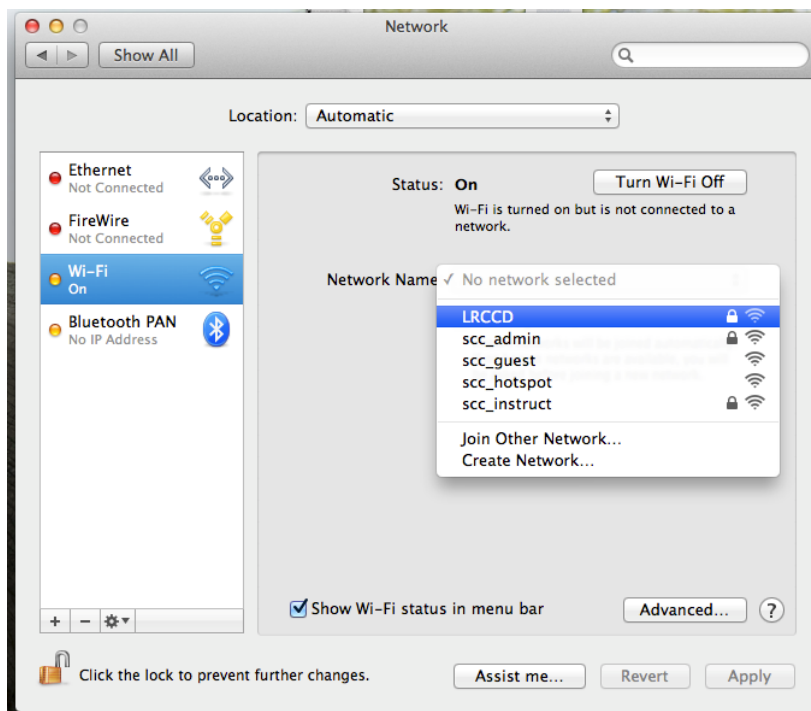 Network
Show All
Location: Automatic
Ethernet
Not Connected
FireWire
Not Connected
Wi-Fi
On
Bluetooth PAN
No IP Address
Status: On
Turn Wi-Fi Off
Wi-Fi is turned on but is not connected to a
network.
Network Name ✓ No network selected
LRCCD
scc_admin
scc_guest
scc_hotspot
scc_instruct
Join Other Network...
Create Network...
Show Wi-Fi status in menu bar
Advanced... ?
+ −
Click the lock to prevent further changes.
Assist me... Revert Apply